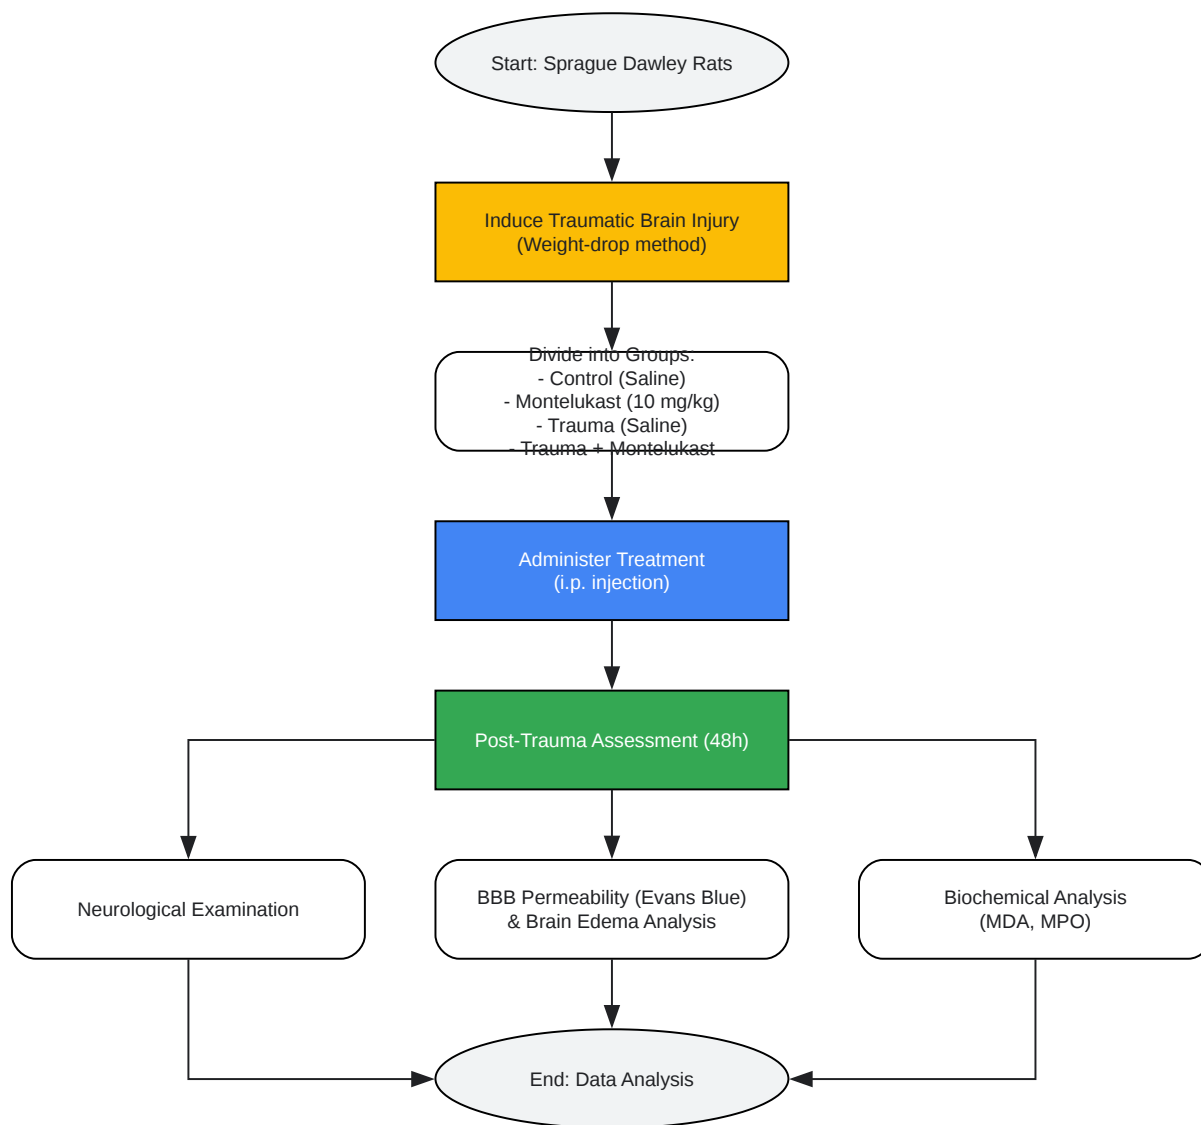 Start: Sprague Dawley Rats
Induce Traumatic Brain Injury
(Weight-drop method)
Divide into Groups:
- Control (Saline)
- Montelukast (10 mg/kg)
- Trauma (Saline)
- Trauma + Montelukast
Administer Treatment
(i.p. injection)
Post-Trauma Assessment (48h)
Neurological Examination
BBB Permeability (Evans Blue)
& Brain Edema Analysis
Biochemical Analysis
(MDA, MPO)
End: Data Analysis